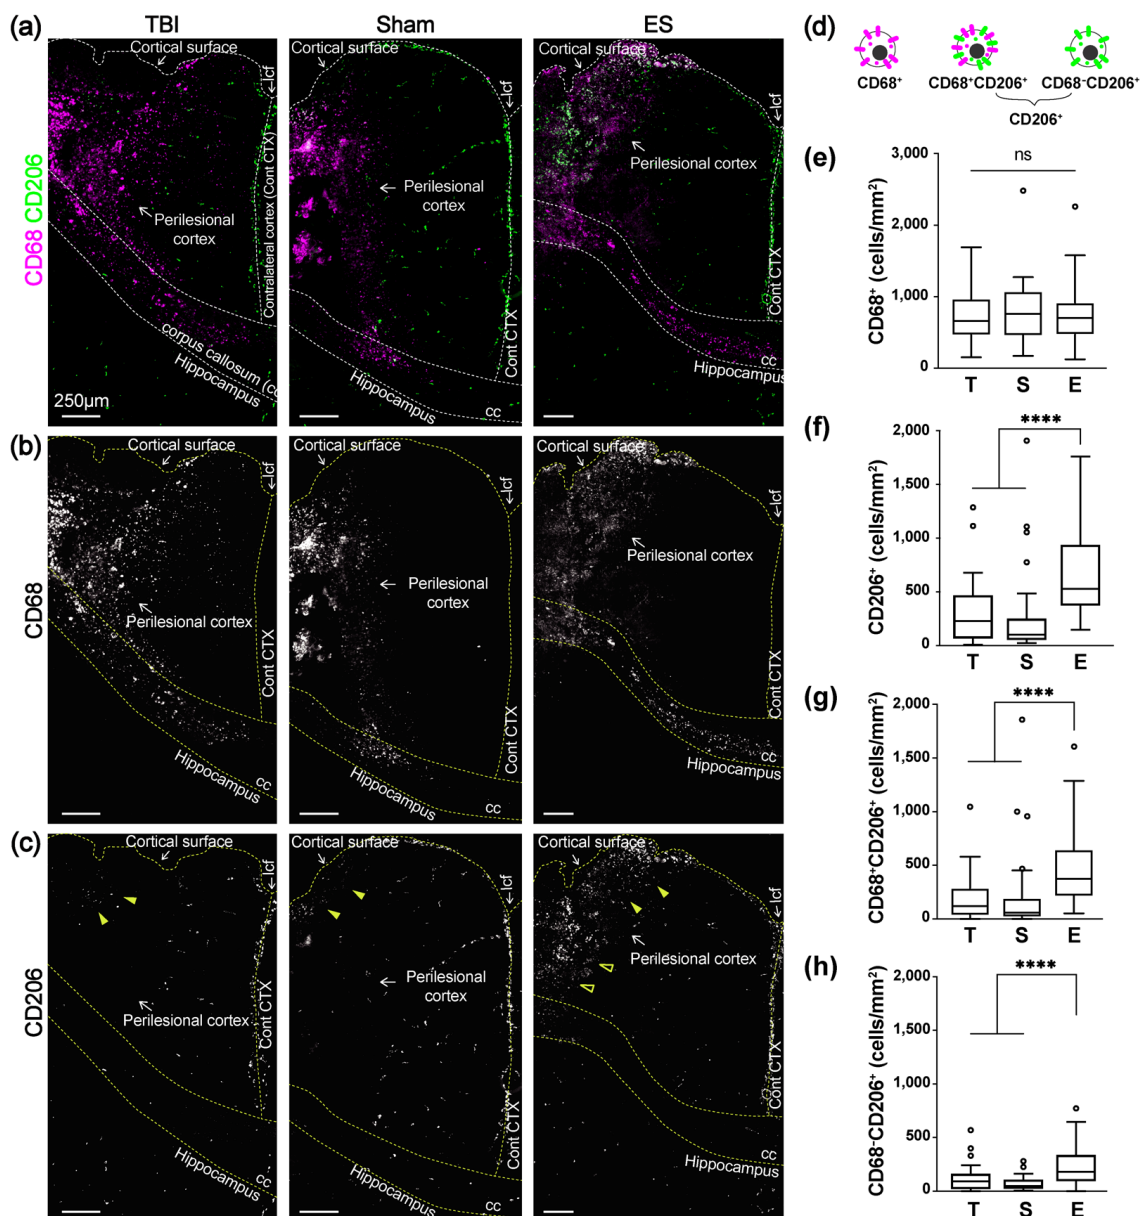 (a)
TBI
Sham
ES
CD68 CD206
Cortical surface
lcf
Perilesional
cortex
Contralateral cortex (Cont CTX)
corpus callosum (cc
Hippocampus
250µm
Cortical surface
lcf
Perilesional
cortex
Cont CTX
Hippocampus
cc
Cortical surface
lcf
Perilesional cortex
Cont CTX
cc
Hippocampus
(b)
CD68
Cortical surface
lcf
Perilesional cortex
Cont CTX
cc
Hippocampus
Cortical surface
lcf
Perilesional
cortex
Cont CTX
Hippocampus
cc
Cortical surface
lcf
Perilesional cortex
Cont CTX
cc
Hippocampus
(c)
CD206
Cortical surface
lcf
Perilesional cortex
Cont CTX
cc
Hippocampus
Cortical surface
lcf
Perilesional
cortex
Cont CTX
Hippocampus
cc
Cortical surface
lcf
Perilesional cortex
Cont CTX
cc
Hippocampus
(d)
CD68⁺ CD68⁺CD206⁺ CD68⁻CD206⁺
CD206⁺
(e)
CD68⁺ (cells/mm²)
3,000
2,000
1,000
0
ns
T S E
(f)
CD206⁺ (cells/mm²)
2,000
1,500
1,000
500
0
****
T S E
(g)
CD68⁺CD206⁺ (cells/mm²)
2,000
1,500
1,000
500
0
****
T S E
(h)
CD68⁻CD206⁺ (cells/mm²)
2,000
1,500
1,000
500
0
****
T S E